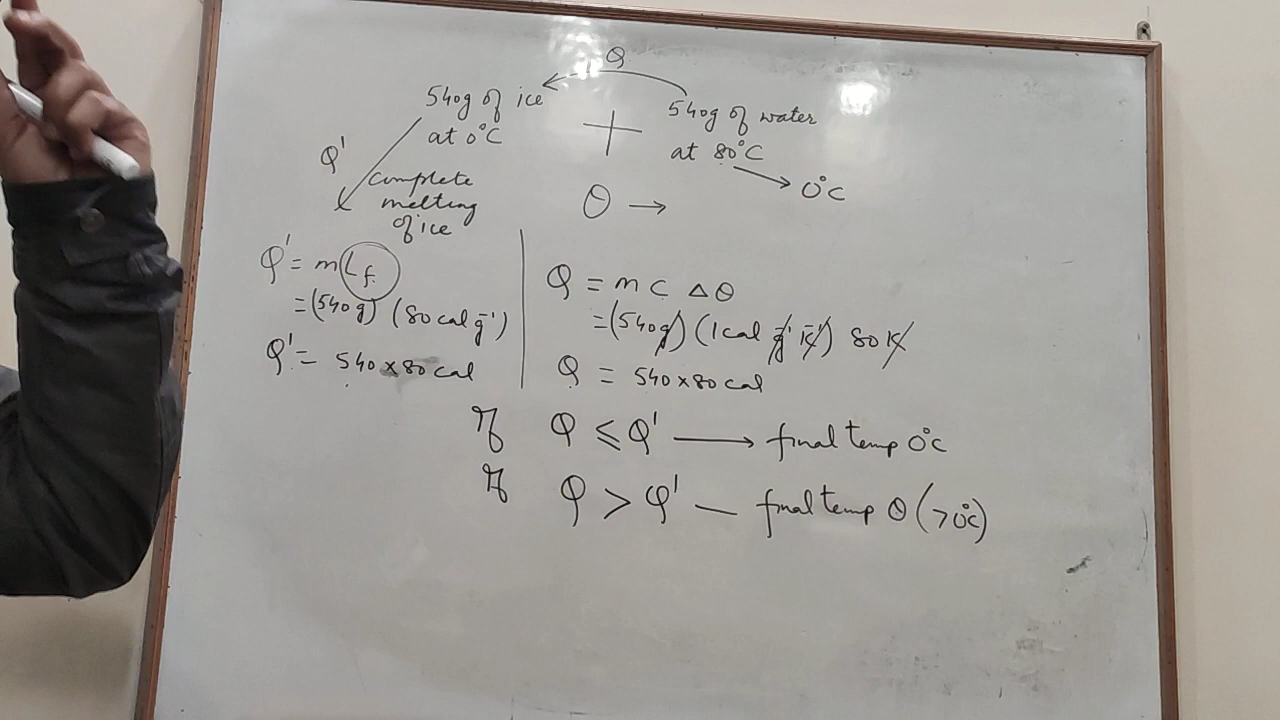 Q
540g of ice
at 0°C
+
540g of water
at 80°C
→ 0°C
Q'
complete
melting
of ice
θ →
Q' = mLf
= (540g) (80 cal g⁻¹)
Q' = 540 x 80 cal
Q = m c Δθ
= (540g) (1 cal g⁻¹ K⁻¹) 80 K
Q = 540 x 80 cal
If Q ≤ Q' → final temp 0°C
If Q > Q' — final temp θ (>0°C)